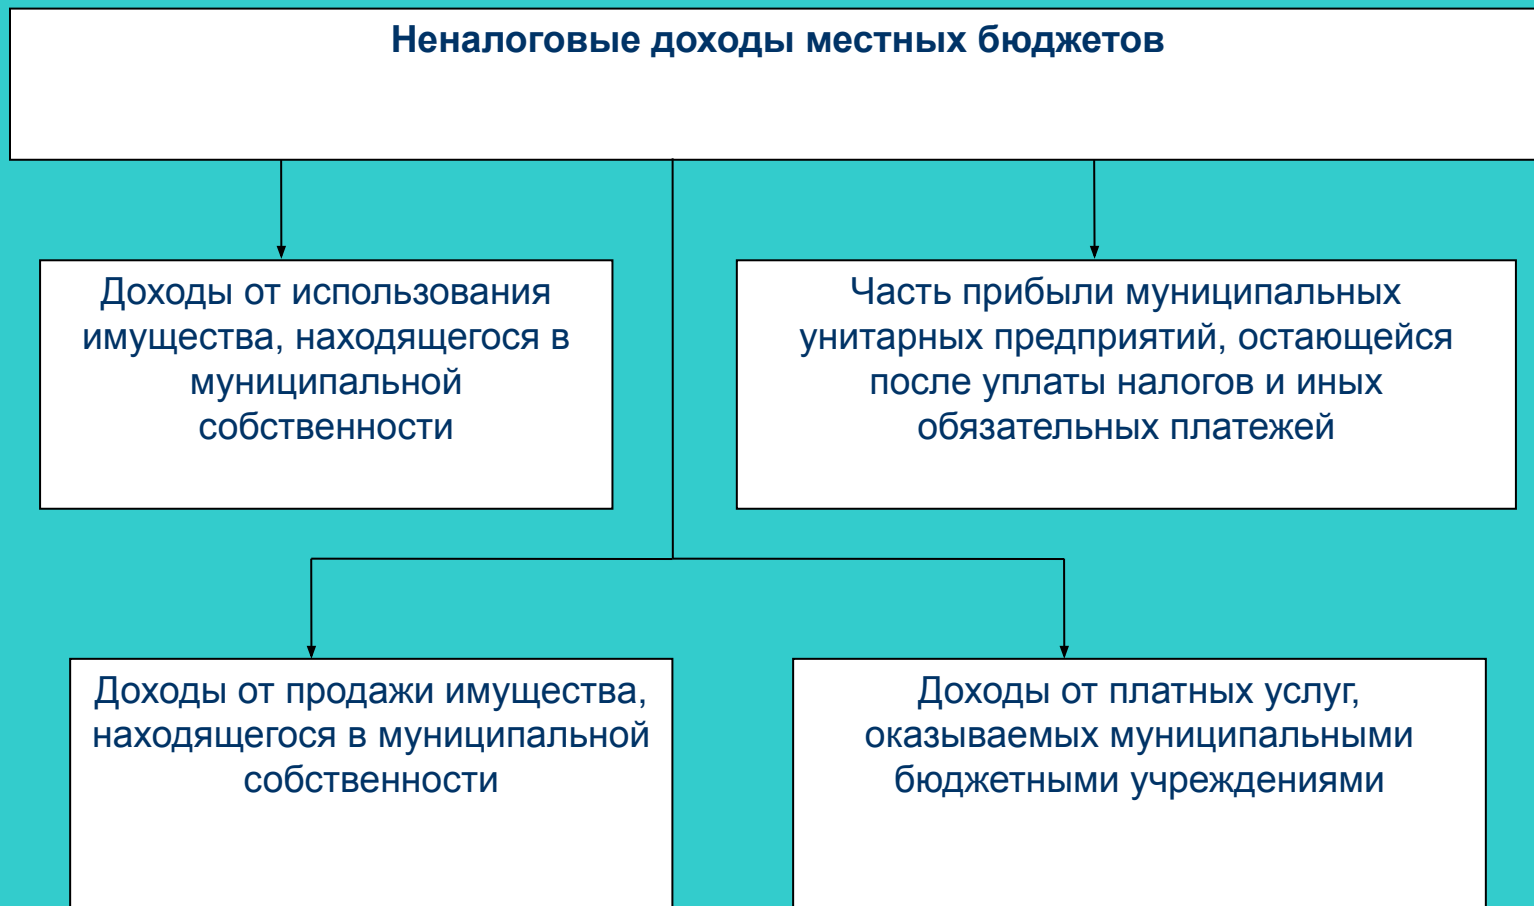 Неналоговые доходы местных бюджетов
Доходы от использования
имущества, находящегося в
муниципальной
собственности
Часть прибыли муниципальных
унитарных предприятий, остающейся
после уплаты налогов и иных
обязательных платежей
Доходы от продажи имущества,
находящегося в муниципальной
собственности
Доходы от платных услуг,
оказываемых муниципальными
бюджетными учреждениями